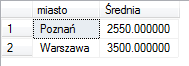 miasto Średnia
1 Poznań 2550.000000
2 Warszawa 3500.000000